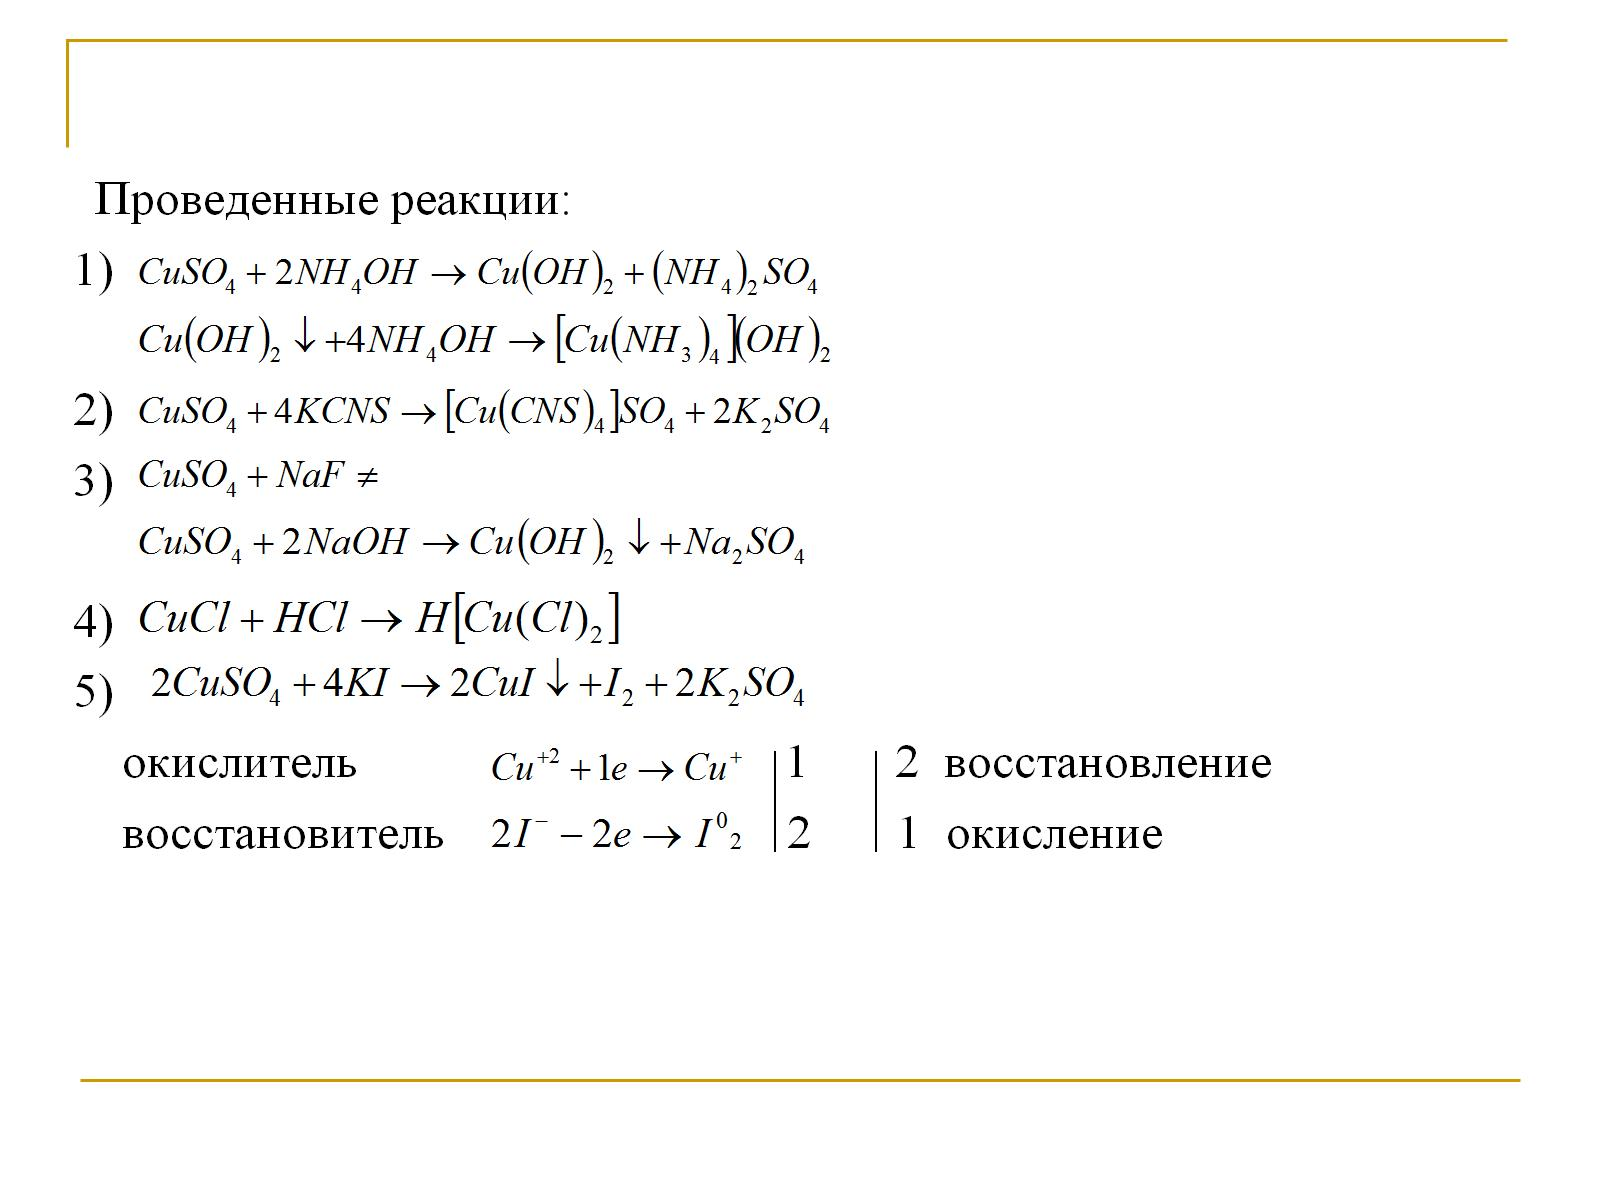 Проведенные реакции:
1) CuSO₄ + 2NH₄OH → Cu(OH)₂ + (NH₄)₂SO₄
Cu(OH)₂ ↓ +4NH₄OH → [Cu(NH₃)₄](OH)₂
2) CuSO₄ + 4KCNS → [Cu(CNS)₄]SO₄ + 2K₂SO₄
3) CuSO₄ + NaF ≠
CuSO₄ + 2NaOH → Cu(OH)₂ ↓ +Na₂SO₄
4) CuCl + HCl → H[Cu(Cl)₂]
5) 2CuSO₄ + 4KI → 2CuI ↓ +I₂ + 2K₂SO₄
окислитель Cu⁺² + 1e → Cu⁺ | 1 | 2 восстановление
восстановитель 2I⁻ − 2e → I⁰₂ | 2 | 1 окисление